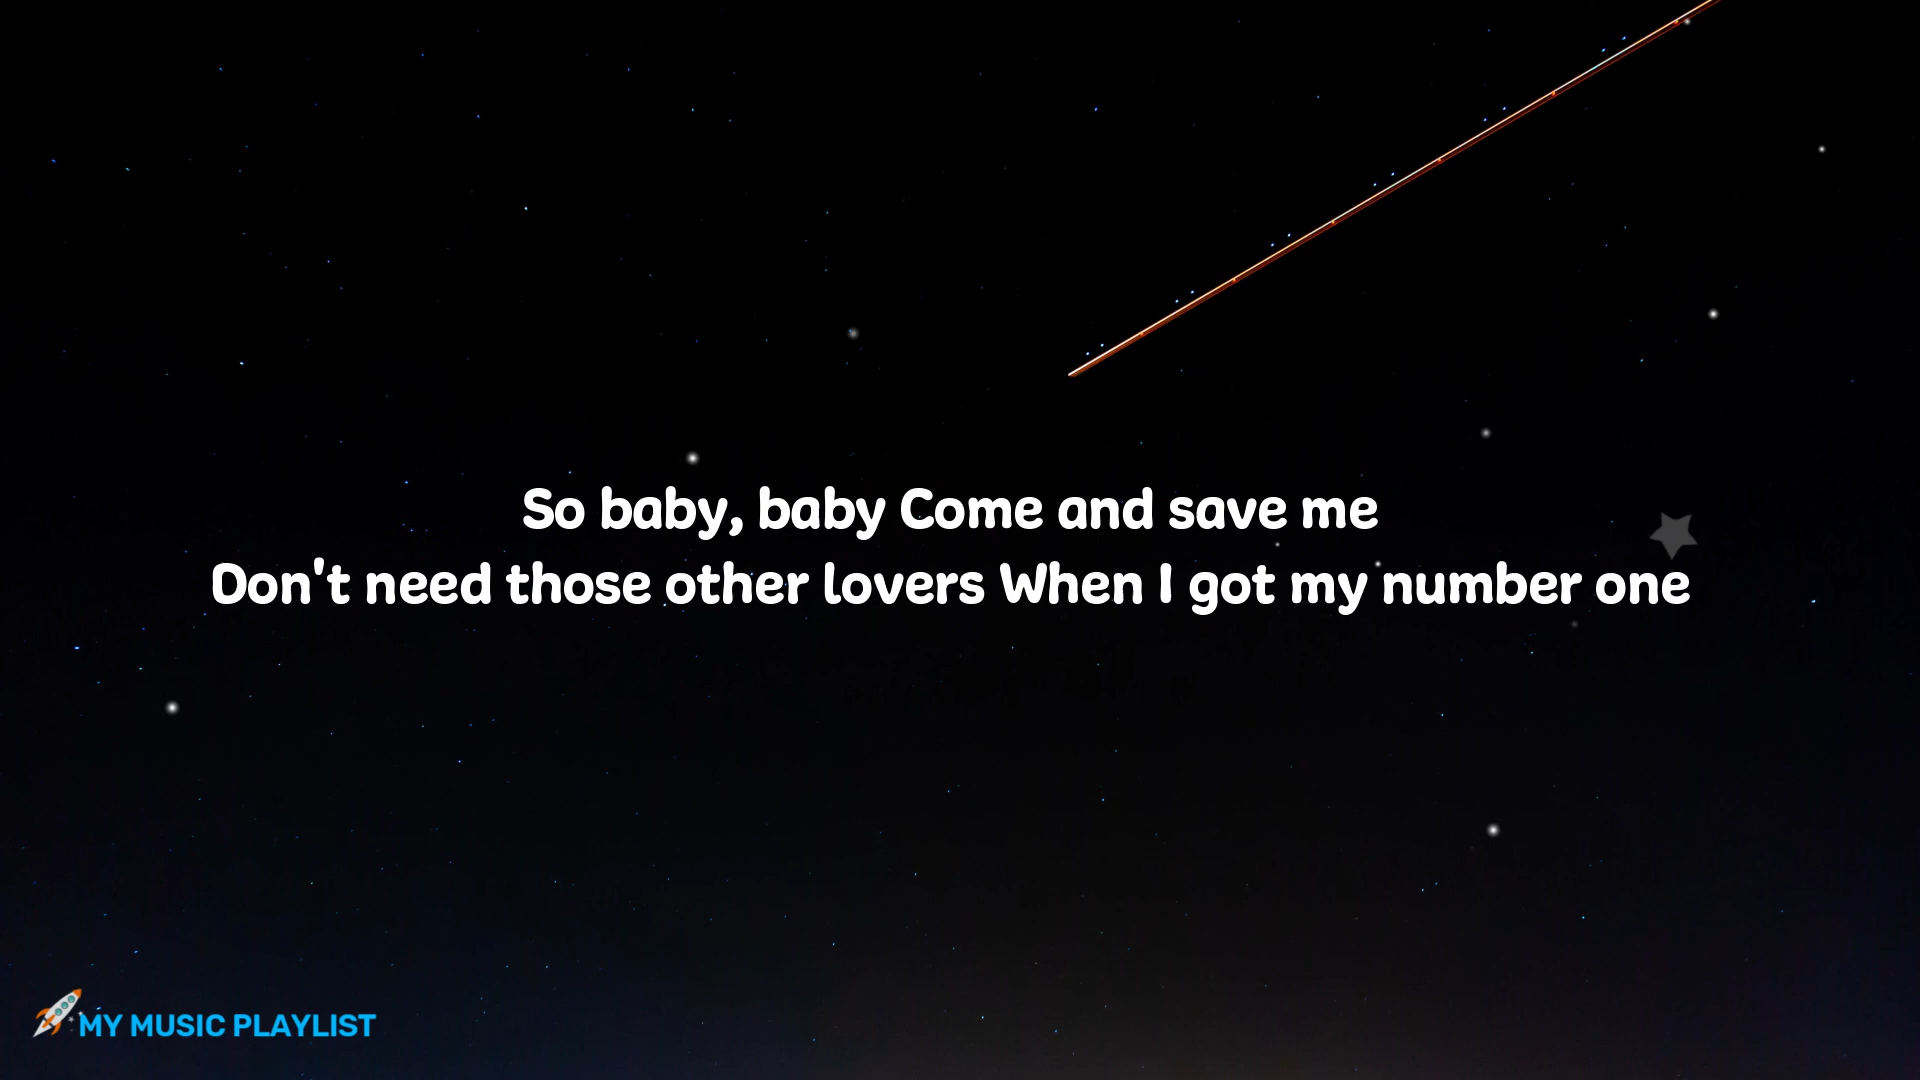 So baby, baby Come and save me
Don't need those other lovers When I got my number one
MY MUSIC PLAYLIST